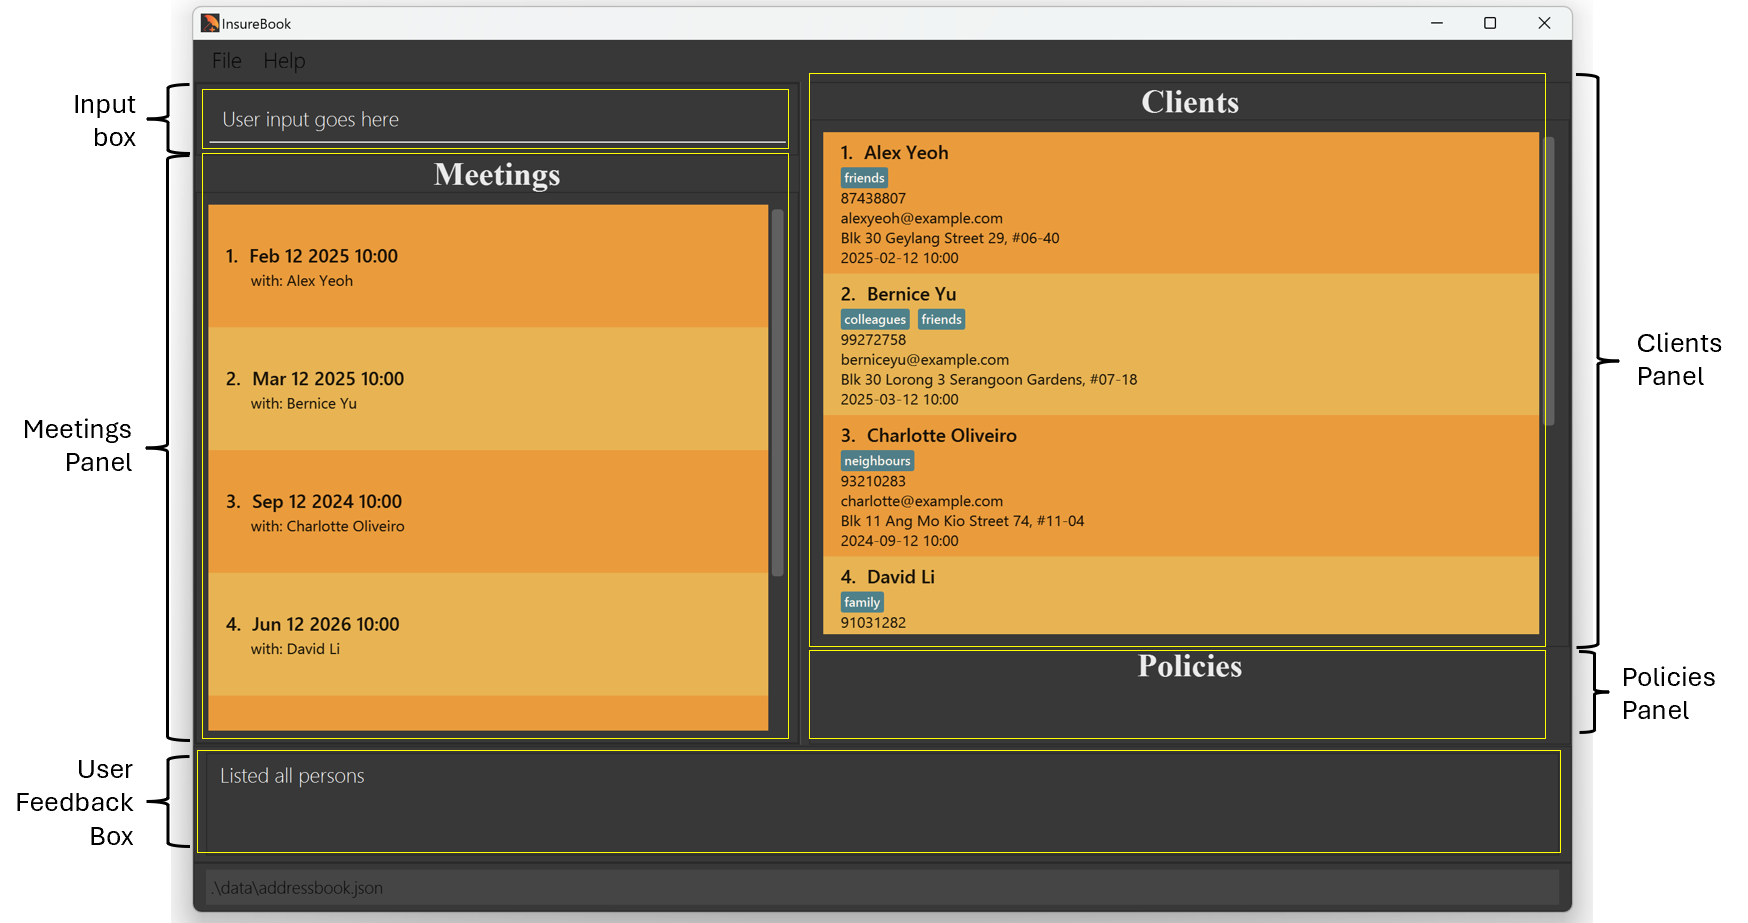 InsureBook
File Help
Input
box
User input goes here
Meetings
Panel
Meetings
1. Feb 12 2025 10:00
with: Alex Yeoh
2. Mar 12 2025 10:00
with: Bernice Yu
3. Sep 12 2024 10:00
with: Charlotte Oliveiro
4. Jun 12 2026 10:00
with: David Li
Clients
1. Alex Yeoh
friends
87438807
alexyeoh@example.com
Blk 30 Geylang Street 29, #06-40
2025-02-12 10:00
2. Bernice Yu
colleagues friends
99272758
berniceyu@example.com
Blk 30 Lorong 3 Serangoon Gardens, #07-18
2025-03-12 10:00
3. Charlotte Oliveiro
neighbours
93210283
charlotte@example.com
Blk 11 Ang Mo Kio Street 74, #11-04
2024-09-12 10:00
4. David Li
family
91031282
Clients
Panel
Policies
Policies
Panel
User
Feedback
Box
Listed all persons
.\data\addressbook.json